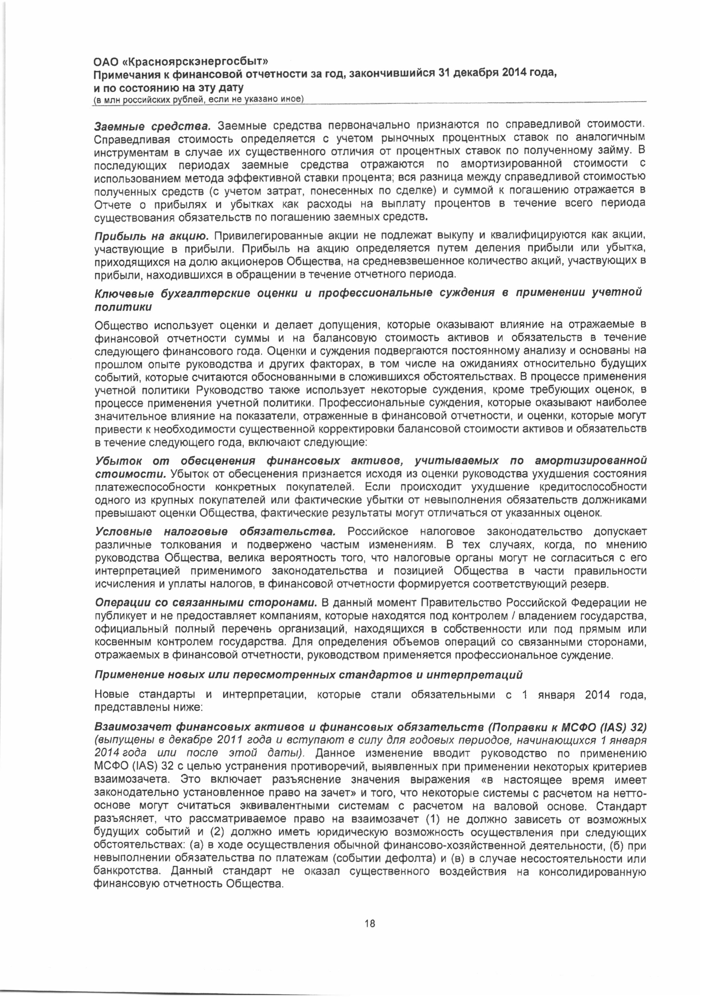 ОАО «Красноярскэнергосбыт»
Примечания к финансовой отчетности за год, закончившийся 31 декабря 2014 года,
и по состоянию на эту дату
(в млн российских рублей, если не указано иное)
Заемные средства. Заемные средства первоначально признаются по справедливой стоимости.
Справедливая стоимость определяется с учетом рыночных процентных ставок по аналогичным
инструментам в случае их существенного отличия от процентных ставок по полученному займу. В
последующих периодах заемные средства отражаются по амортизированной стоимости с
использованием метода эффективной ставки процента; вся разница между справедливой стоимостью
полученных средств (с учетом затрат, понесенных по сделке) и суммой к погашению отражается в
Отчете о прибылях и убытках как расходы на выплату процентов в течение всего периода
существования обязательств по погашению заемных средств.
Прибыль на акцию. Привилегированные акции не подлежат выкупу и квалифицируются как акции,
участвующие в прибыли. Прибыль на акцию определяется путем деления прибыли или убытка,
приходящихся на долю акционеров Общества, на средневзвешенное количество акций, участвующих в
прибыли, находившихся в обращении в течение отчетного периода.
Ключевые бухгалтерские оценки и профессиональные суждения в применении учетной
политики
Общество использует оценки и делает допущения, которые оказывают влияние на отражаемые в
финансовой отчетности суммы и на балансовую стоимость активов и обязательств в течение
следующего финансового года. Оценки и суждения подвергаются постоянному анализу и основаны на
прошлом опыте руководства и других факторах, в том числе на ожиданиях относительно будущих
событий, которые считаются обоснованными в сложившихся обстоятельствах. В процессе применения
учетной политики Руководство также использует некоторые суждения, кроме требующих оценок, в
процессе применения учетной политики. Профессиональные суждения, которые оказывают наиболее
значительное влияние на показатели, отраженные в финансовой отчетности, и оценки, которые могут
привести к необходимости существенной корректировки балансовой стоимости активов и обязательств
в течение следующего года, включают следующие:
Убыток от обесценения финансовых активов, учитываемых по амортизированной
стоимости. Убыток от обесценения признается исходя из оценки руководства ухудшения состояния
платежеспособности конкретных покупателей. Если происходит ухудшение кредитоспособности
одного из крупных покупателей или фактические убытки от невыполнения обязательств должниками
превышают оценки Общества, фактические результаты могут отличаться от указанных оценок.
Условные налоговые обязательства. Российское налоговое законодательство допускает
различные толкования и подвержено частым изменениям. В тех случаях, когда, по мнению
руководства Общества, велика вероятность того, что налоговые органы могут не согласиться с его
интерпретацией применимого законодательства и позицией Общества в части правильности
исчисления и уплаты налогов, в финансовой отчетности формируется соответствующий резерв.
Операции со связанными сторонами. В данный момент Правительство Российской Федерации не
публикует и не предоставляет компаниям, которые находятся под контролем / владением государства,
официальный полный перечень организаций, находящихся в собственности или под прямым или
косвенным контролем государства. Для определения объемов операций со связанными сторонами,
отражаемых в финансовой отчетности, руководством применяется профессиональное суждение.
Применение новых или пересмотренных стандартов и интерпретаций
Новые стандарты и интерпретации, которые стали обязательными с 1 января 2014 года,
представлены ниже:
Взаимозачет финансовых активов и финансовых обязательств (Поправки к МСФО (IAS) 32)
(выпущены в декабре 2011 года и вступают в силу для годовых периодов, начинающихся 1 января
2014 года или после этой даты). Данное изменение вводит руководство по применению
МСФО (IAS) 32 с целью устранения противоречий, выявленных при применении некоторых критериев
взаимозачета. Это включает разъяснение значения выражения «в настоящее время имеет
законодательно установленное право на зачет» и того, что некоторые системы с расчетом на нетто-
основе могут считаться эквивалентными системам с расчетом на валовой основе. Стандарт
разъясняет, что рассматриваемое право на взаимозачет (1) не должно зависеть от возможных
будущих событий и (2) должно иметь юридическую возможность осуществления при следующих
обстоятельствах: (а) в ходе осуществления обычной финансово-хозяйственной деятельности, (б) при
невыполнении обязательства по платежам (событии дефолта) и (в) в случае несостоятельности или
банкротства. Данный стандарт не оказал существенного воздействия на консолидированную
финансовую отчетность Общества.
18